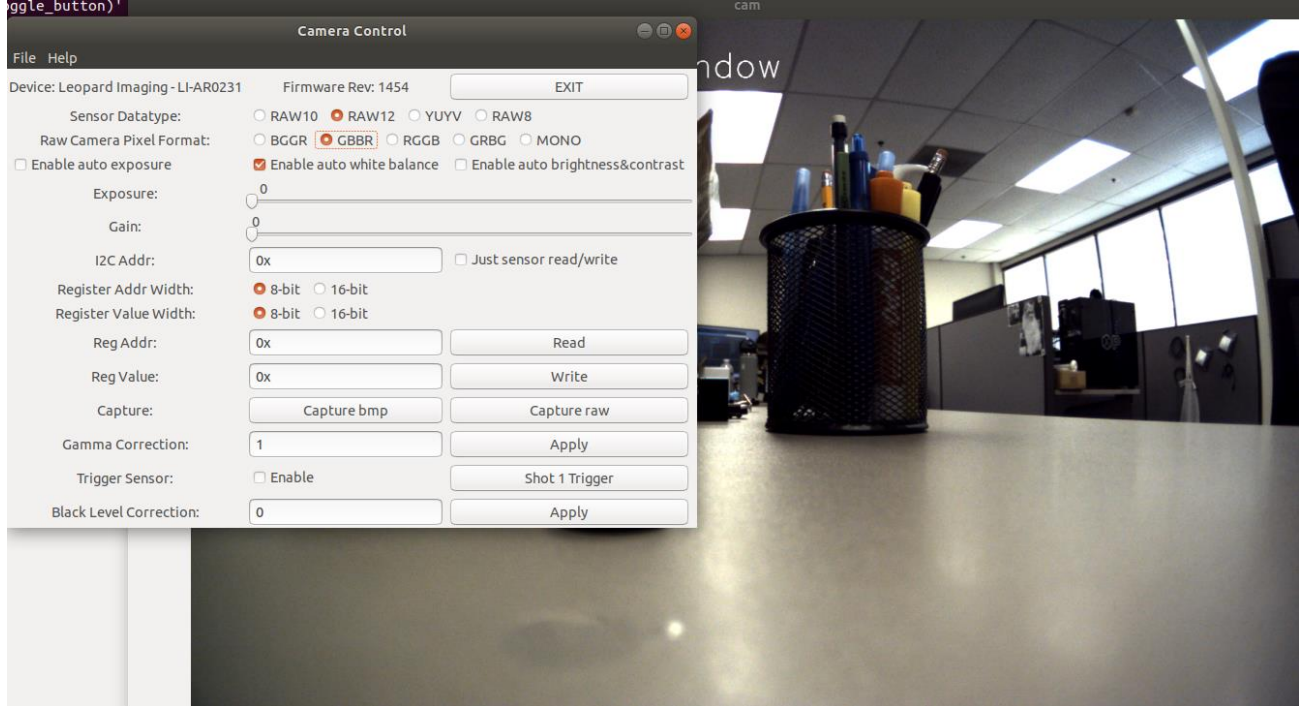 oggle_button)'
cam
Camera Control
ndow
File Help
Device: Leopard Imaging - LI-AR0231 Firmware Rev: 1454 EXIT
Sensor Datatype: RAW10 RAW12 YUYV RAW8
Raw Camera Pixel Format: BGGR GBBR RGGB GRBG MONO
Enable auto exposure Enable auto white balance Enable auto brightness&contrast
Exposure: 0
Gain: 0
I2C Addr: 0x Just sensor read/write
Register Addr Width: 8-bit 16-bit
Register Value Width: 8-bit 16-bit
Reg Addr: 0x Read
Reg Value: 0x Write
Capture: Capture bmp Capture raw
Gamma Correction: 1 Apply
Trigger Sensor: Enable Shot 1 Trigger
Black Level Correction: 0 Apply